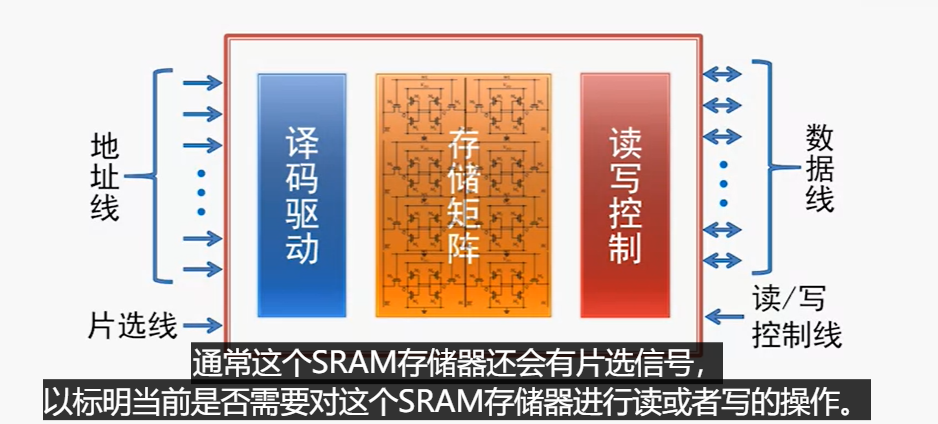 地址线
片选线
译码驱动
存储矩阵
读写控制
数据线
读/写
控制线
通常这个SRAM存储器还会有片选信号，
以标明当前是否需要对这个SRAM存储器进行读或者写的操作。